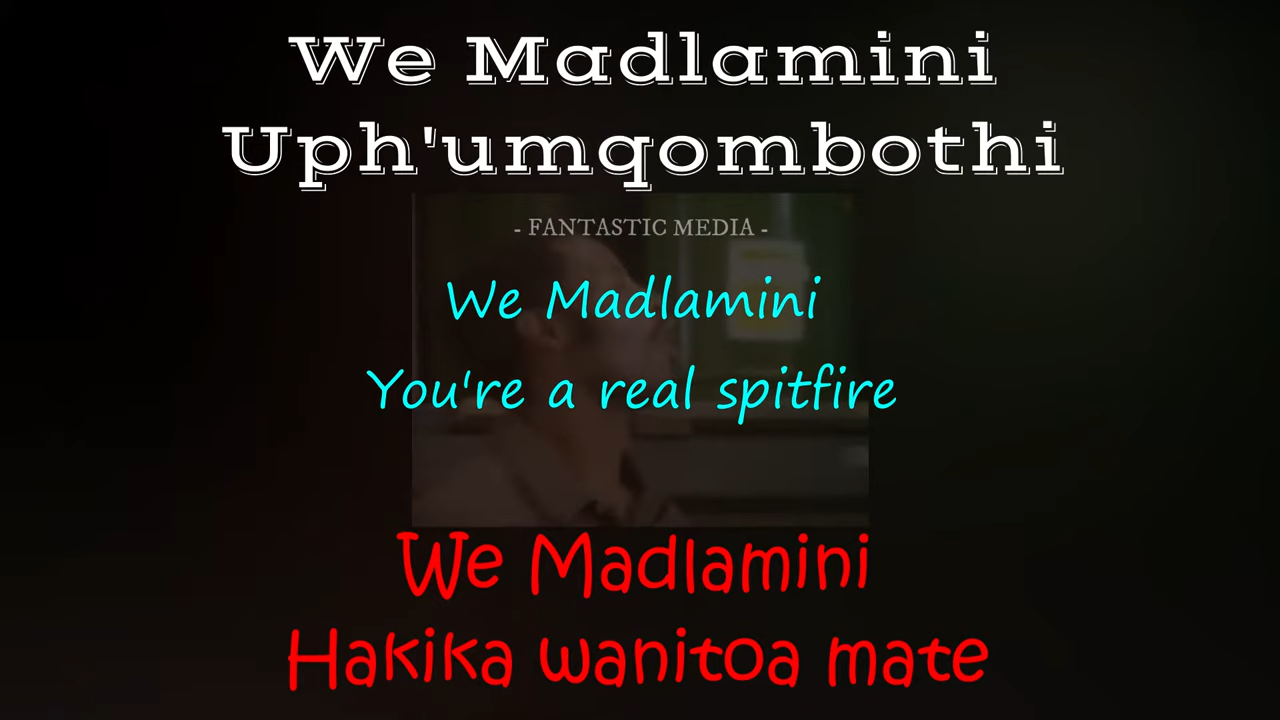 We Madlamini
Uph'umqombothi
- FANTASTIC MEDIA -
We Madlamini
You're a real spitfire
We Madlamini
Hakika wanitoa mate